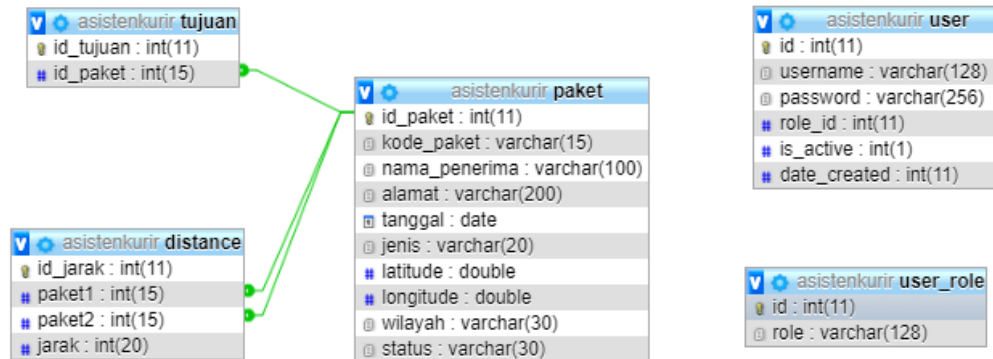 asistenkurir tujuan
id_tujuan : int(11)
id_paket : int(15)
asistenkurir paket
id_paket : int(11)
kode_paket : varchar(15)
nama_penerima : varchar(100)
alamat : varchar(200)
tanggal : date
jenis : varchar(20)
latitude : double
longitude : double
wilayah : varchar(30)
status : varchar(30)
asistenkurir distance
id_jarak : int(11)
paket1 : int(15)
paket2 : int(15)
jarak : int(20)
asistenkurir user
id : int(11)
username : varchar(128)
password : varchar(256)
role_id : int(11)
is_active : int(1)
date_created : int(11)
asistenkurir user_role
id : int(11)
role : varchar(128)